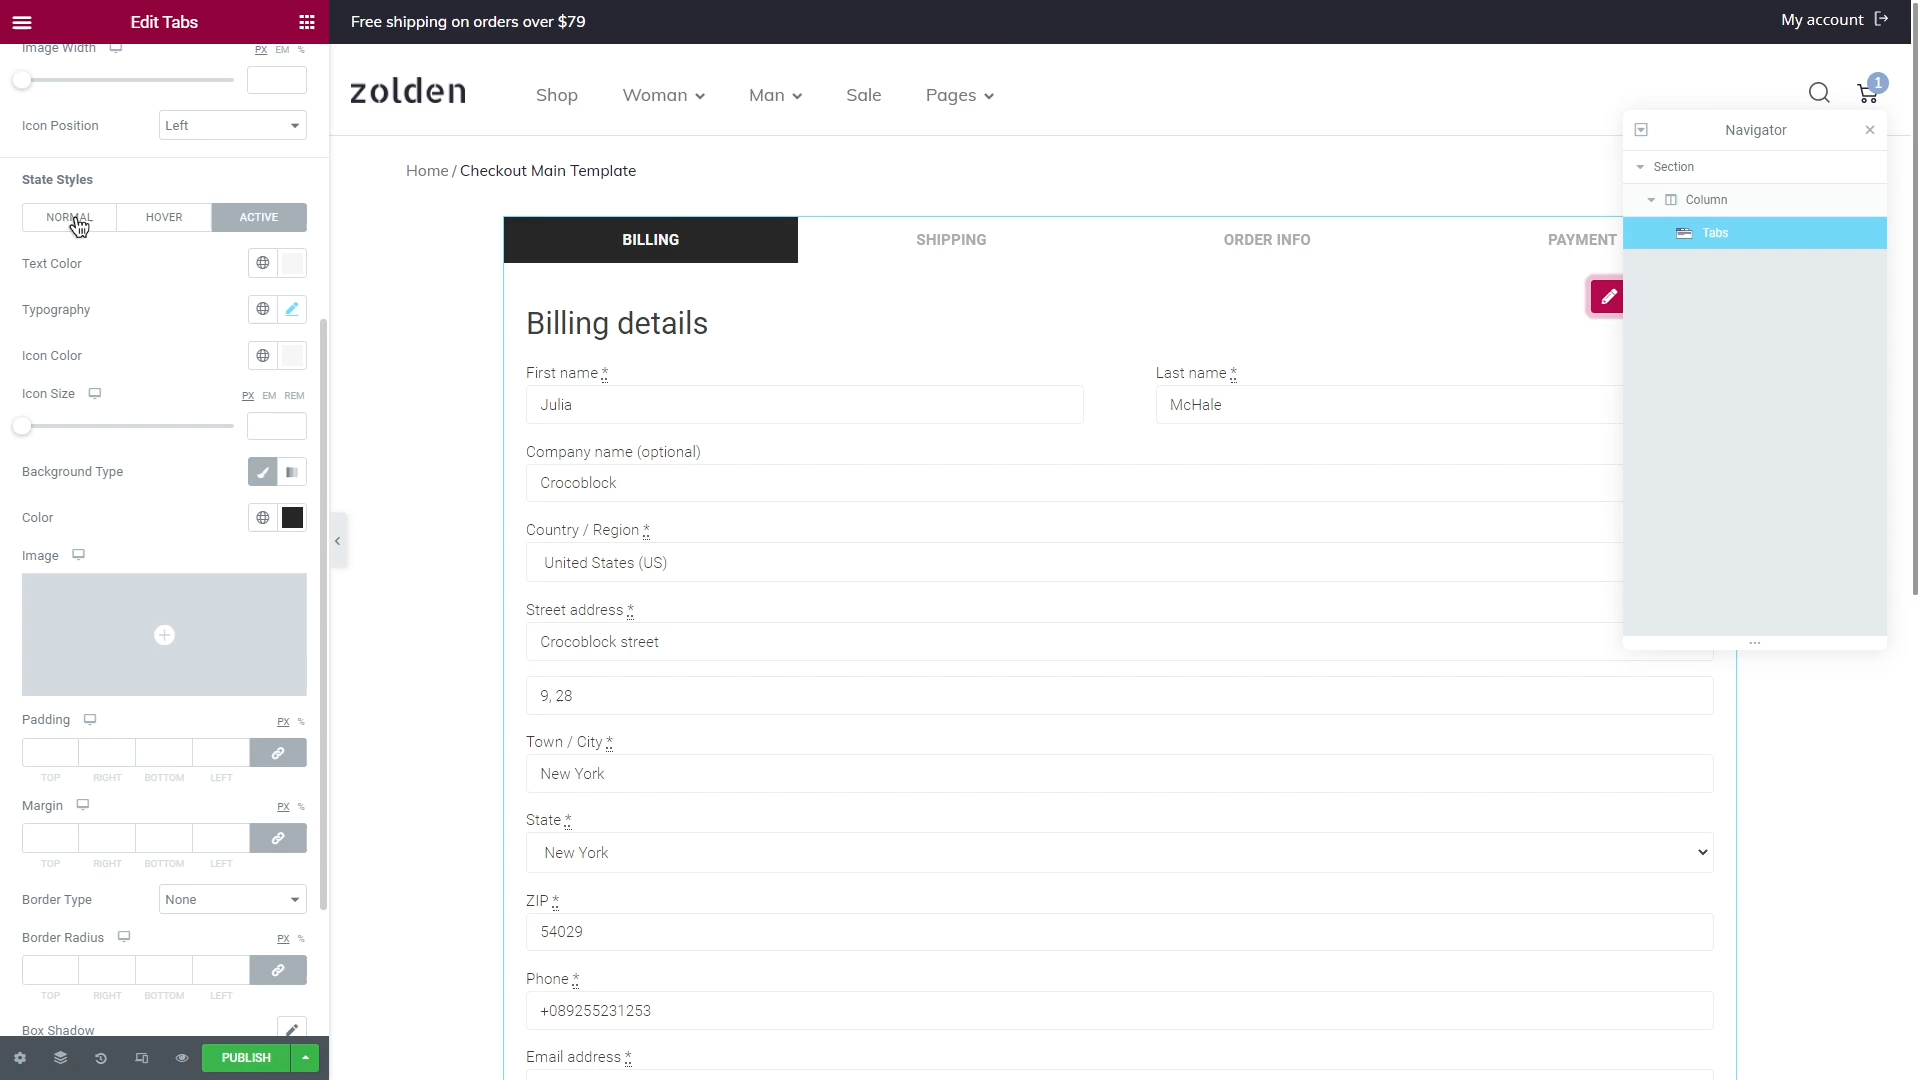 Edit Tabs
Image Width PX EM %
Icon Position Left
State Styles
NORMAL HOVER ACTIVE
Text Color
Typography
Icon Color
Icon Size PX EM REM
Background Type
Color
Image
Padding PX %
TOP RIGHT BOTTOM LEFT
Margin PX %
TOP RIGHT BOTTOM LEFT
Border Type None
Border Radius PX %
TOP RIGHT BOTTOM LEFT
Box Shadow
PUBLISH
Free shipping on orders over $79
My account
zolden
Shop Woman Man Sale Pages
1
Home / Checkout Main Template
BILLING SHIPPING ORDER INFO PAYMENT
Billing details
First name *
Julia
Last name *
McHale
Company name (optional)
Crocoblock
Country / Region *
United States (US)
Street address *
Crocoblock street
9, 28
Town / City *
New York
State *
New York
ZIP *
54029
Phone *
+089255231253
Email address *
Navigator
Section
Column
Tabs